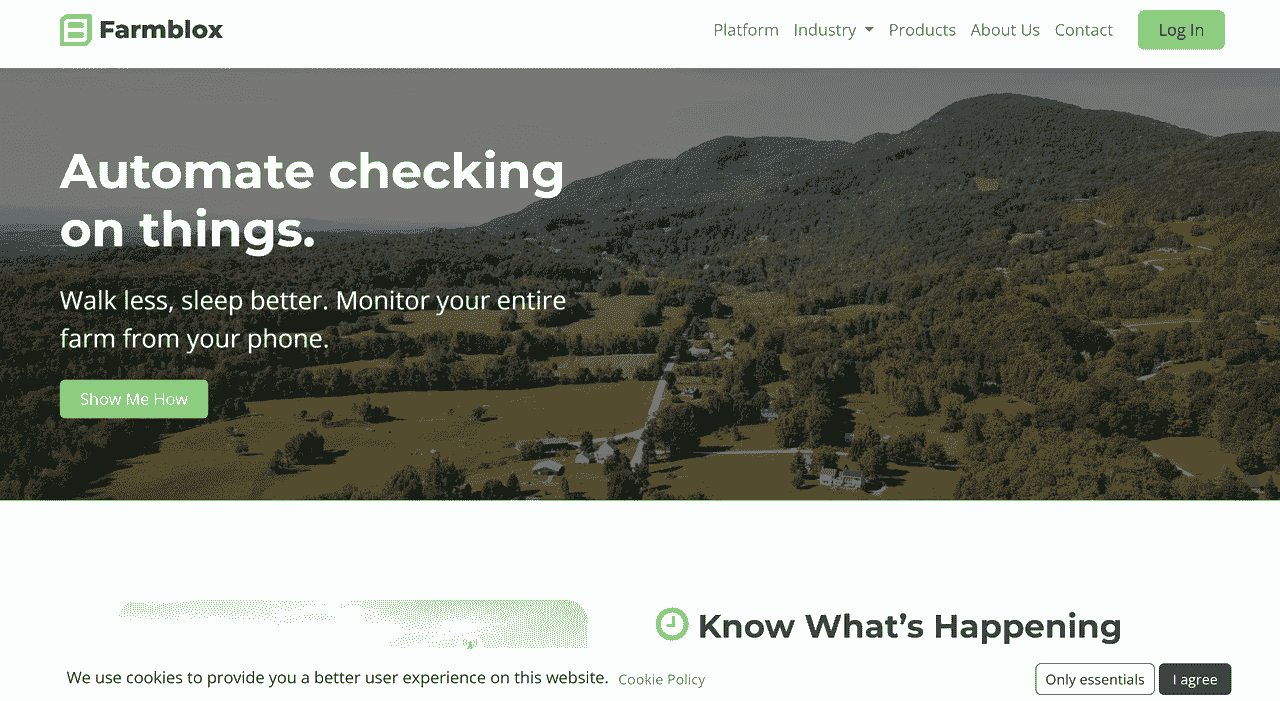 Farmblox
Platform Industry Products About Us Contact Log In
Automate checking
on things.
Walk less, sleep better. Monitor your entire
farm from your phone.
Show Me How
Know What's Happening
We use cookies to provide you a better user experience on this website. Cookie Policy Only essentials I agree